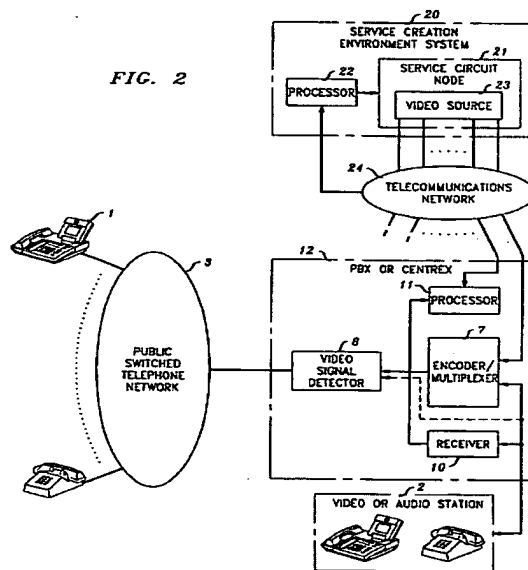 20
SERVICE CREATION
ENVIRONMENT SYSTEM
21
FIG. 2
22
SERVICE CIRCUIT
NODE
23
PROCESSOR
VIDEO SOURCE
24
TELECOMMUNICATIONS
NETWORK
1
3
12
PBX OR CENTREX
11
PROCESSOR
7
8
PUBLIC
SWITCHED
TELEPHONE
NETWORK
VIDEO
SIGNAL
DETECTOR
ENCODER/
MULTIPLEXER
RECEIVER
10
2
VIDEO OR AUDIO STATION